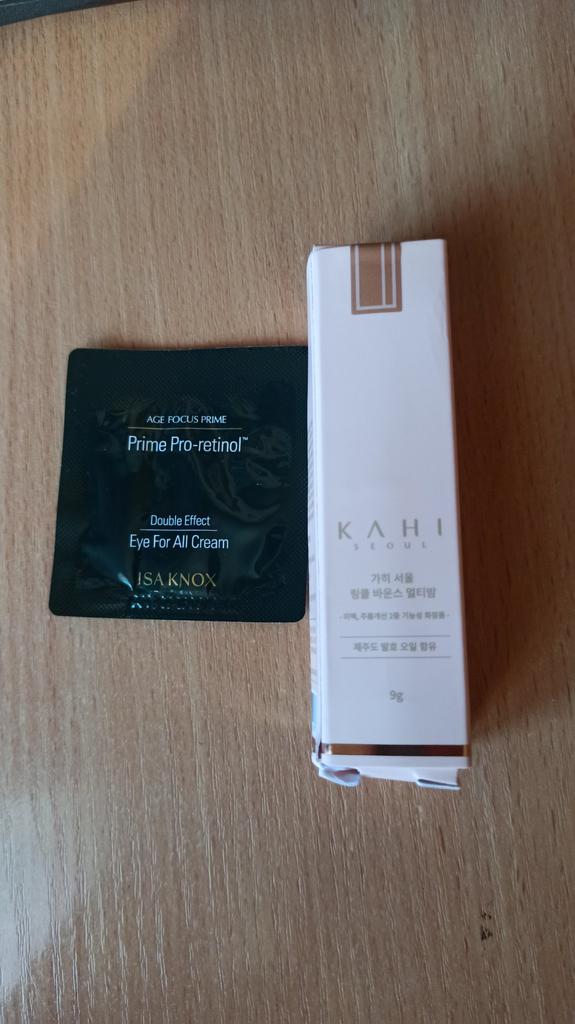 AGE FOCUS PRIME
Prime Pro-retinol™
Double Effect
Eye For All Cream
ISA KNOX
KAHI
SEOUL
가히 서울
링클 바운스 멀티밤
- 미백, 주름개선 2중 기능성 화장품 -
제주도 발효 오일 함유
9g